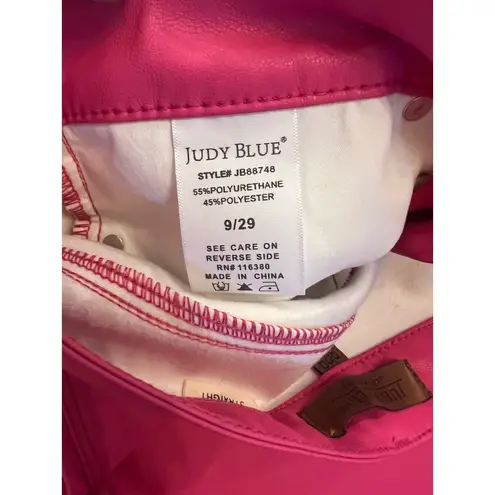 JUDY BLUE®
STYLE# JB88748
55%POLYURETHANE
45%POLYESTER
9/29
SEE CARE ON
REVERSE SIDE
RN# 116380
MADE IN CHINA
STRAIGHT